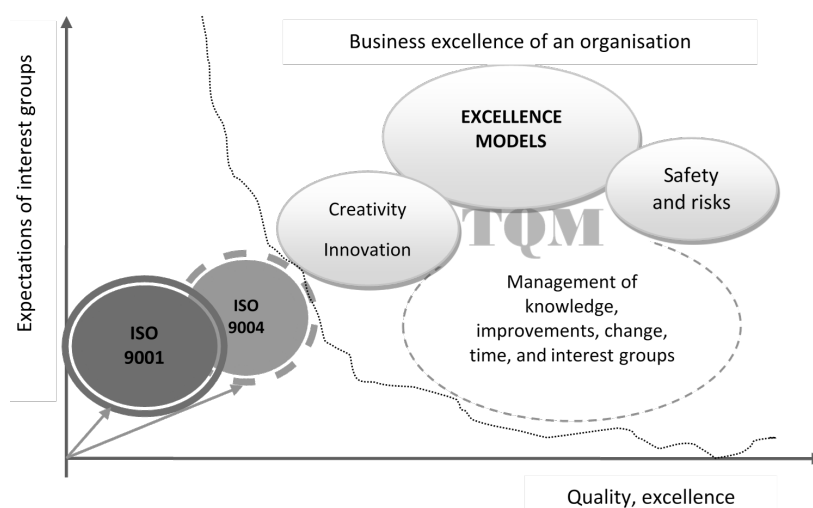 Business excellence of an organisation
Expectations of interest groups
EXCELLENCE
MODELS
Safety
and risks
Creativity
Innovation
TQM
Management of
knowledge,
improvements, change,
time, and interest groups
ISO
9004
ISO
9001
Quality, excellence